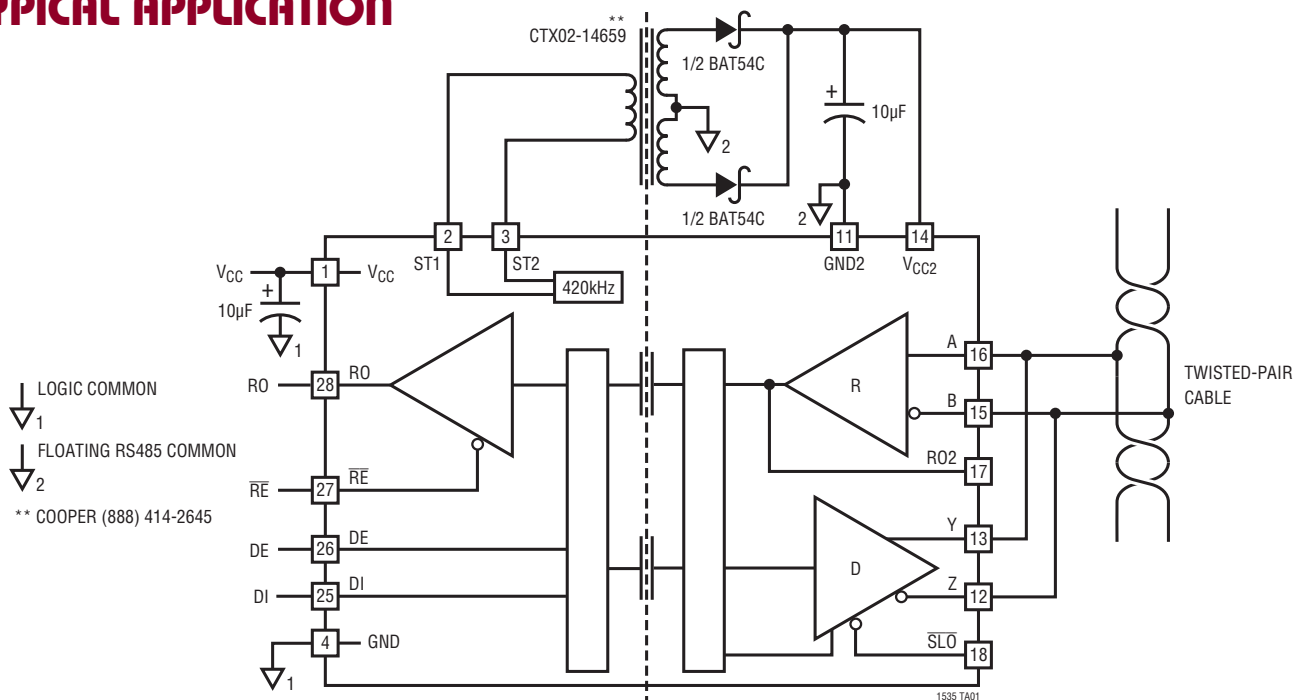 TYPICAL APPLICATION
**
CTX02-14659
1/2 BAT54C
+
10µF
2
1/2 BAT54C
2
2
3
11
14
ST1
ST2
GND2
VCC2
420kHz
VCC
1
VCC
+
10µF
1
RO
28
RO
LOGIC COMMON
1
FLOATING RS485 COMMON
2
** COOPER (888) 414-2645
RE
27
RE
DE
26
DE
DI
25
DI
4
GND
1
R
A
16
B
15
RO2
17
TWISTED-PAIR
CABLE
D
Y
13
Z
12
SLO
18
1535 TA01